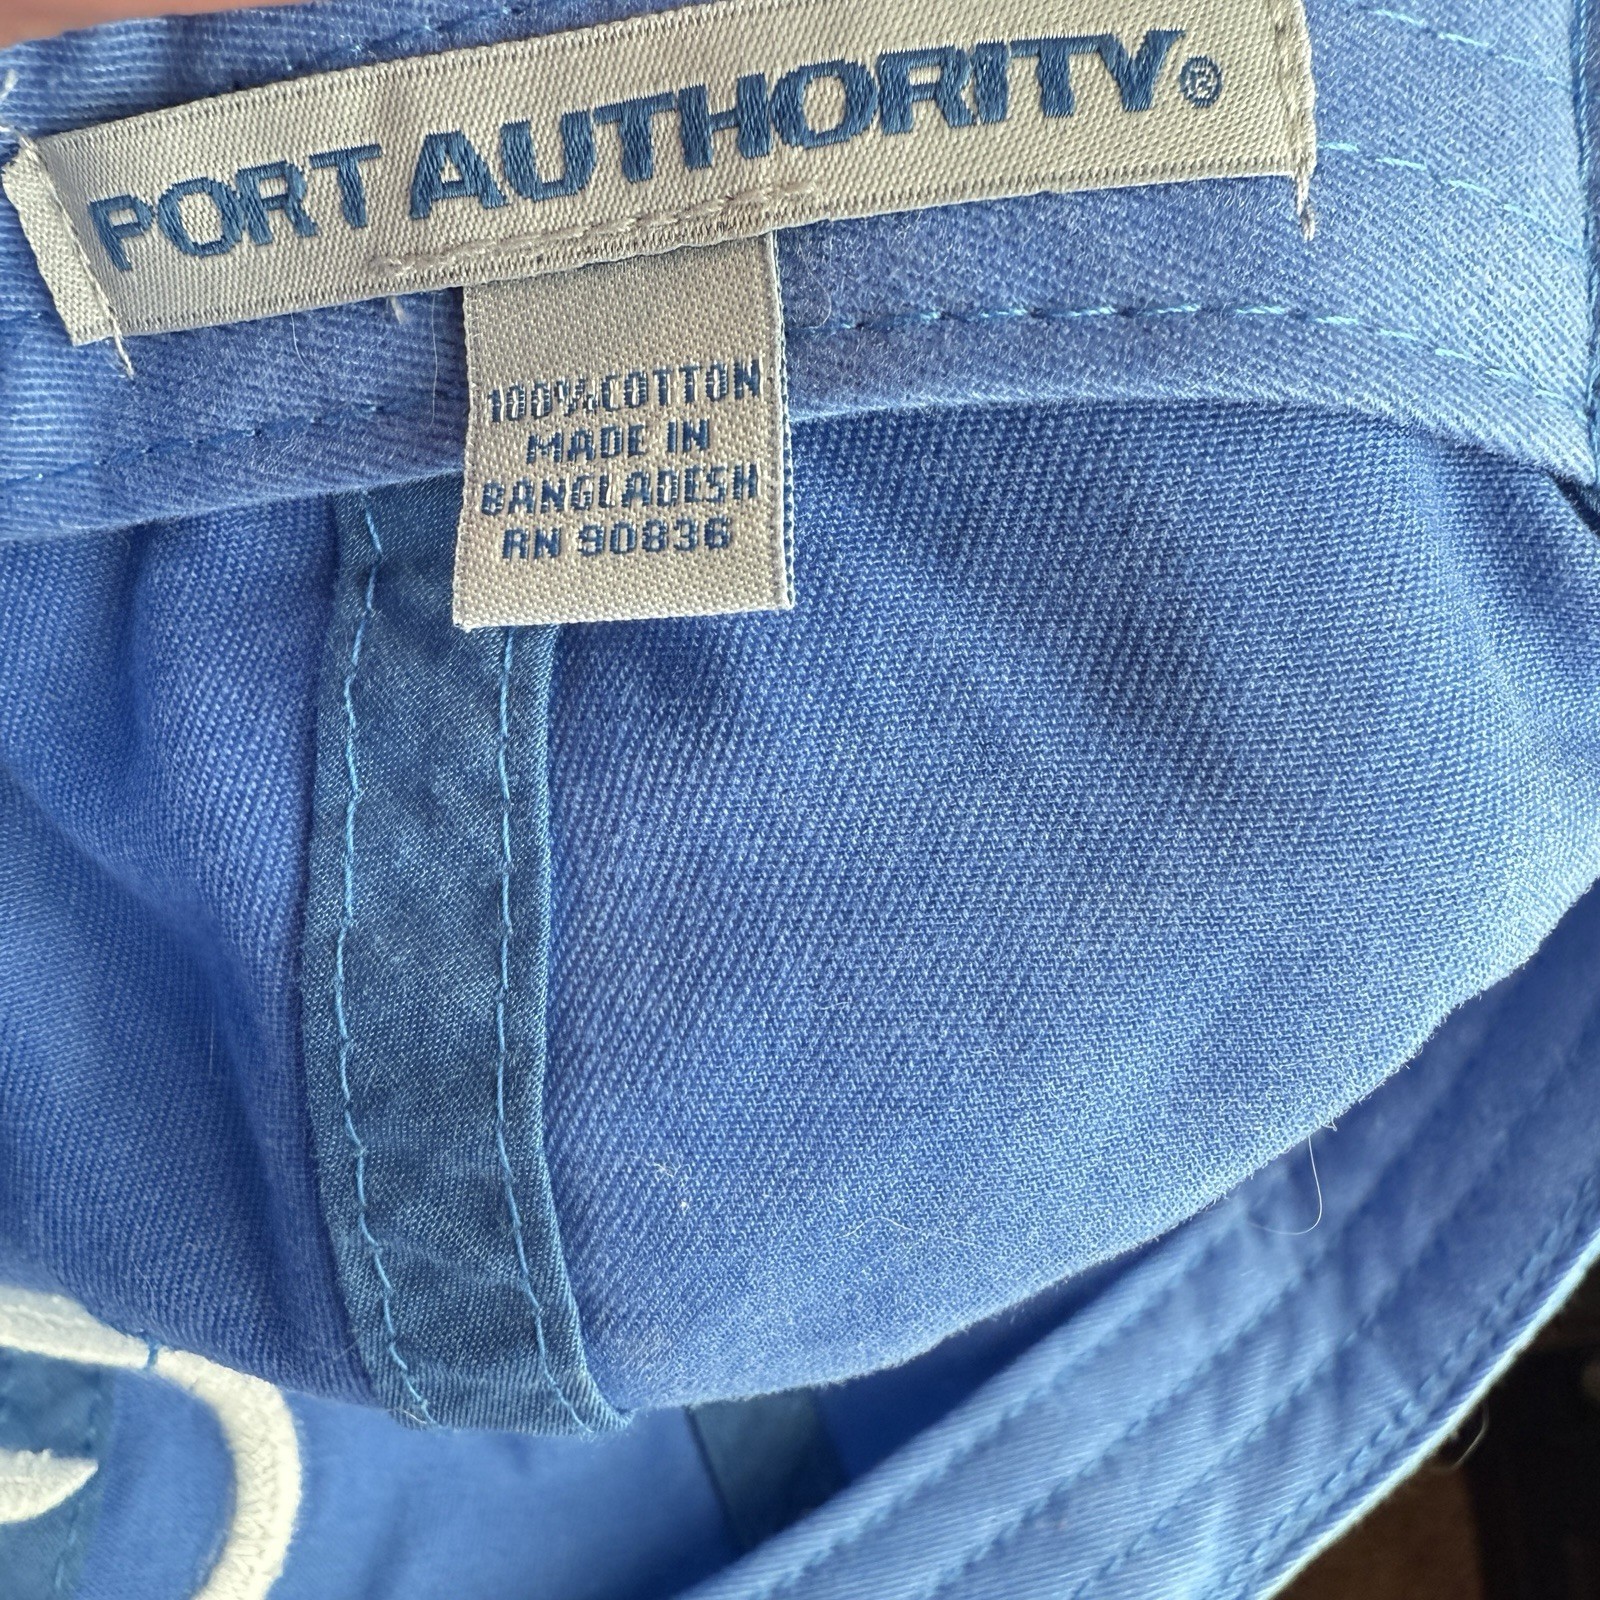 PORT AUTHORITY®
100% COTTON
MADE IN
BANGLADESH
RN 90836